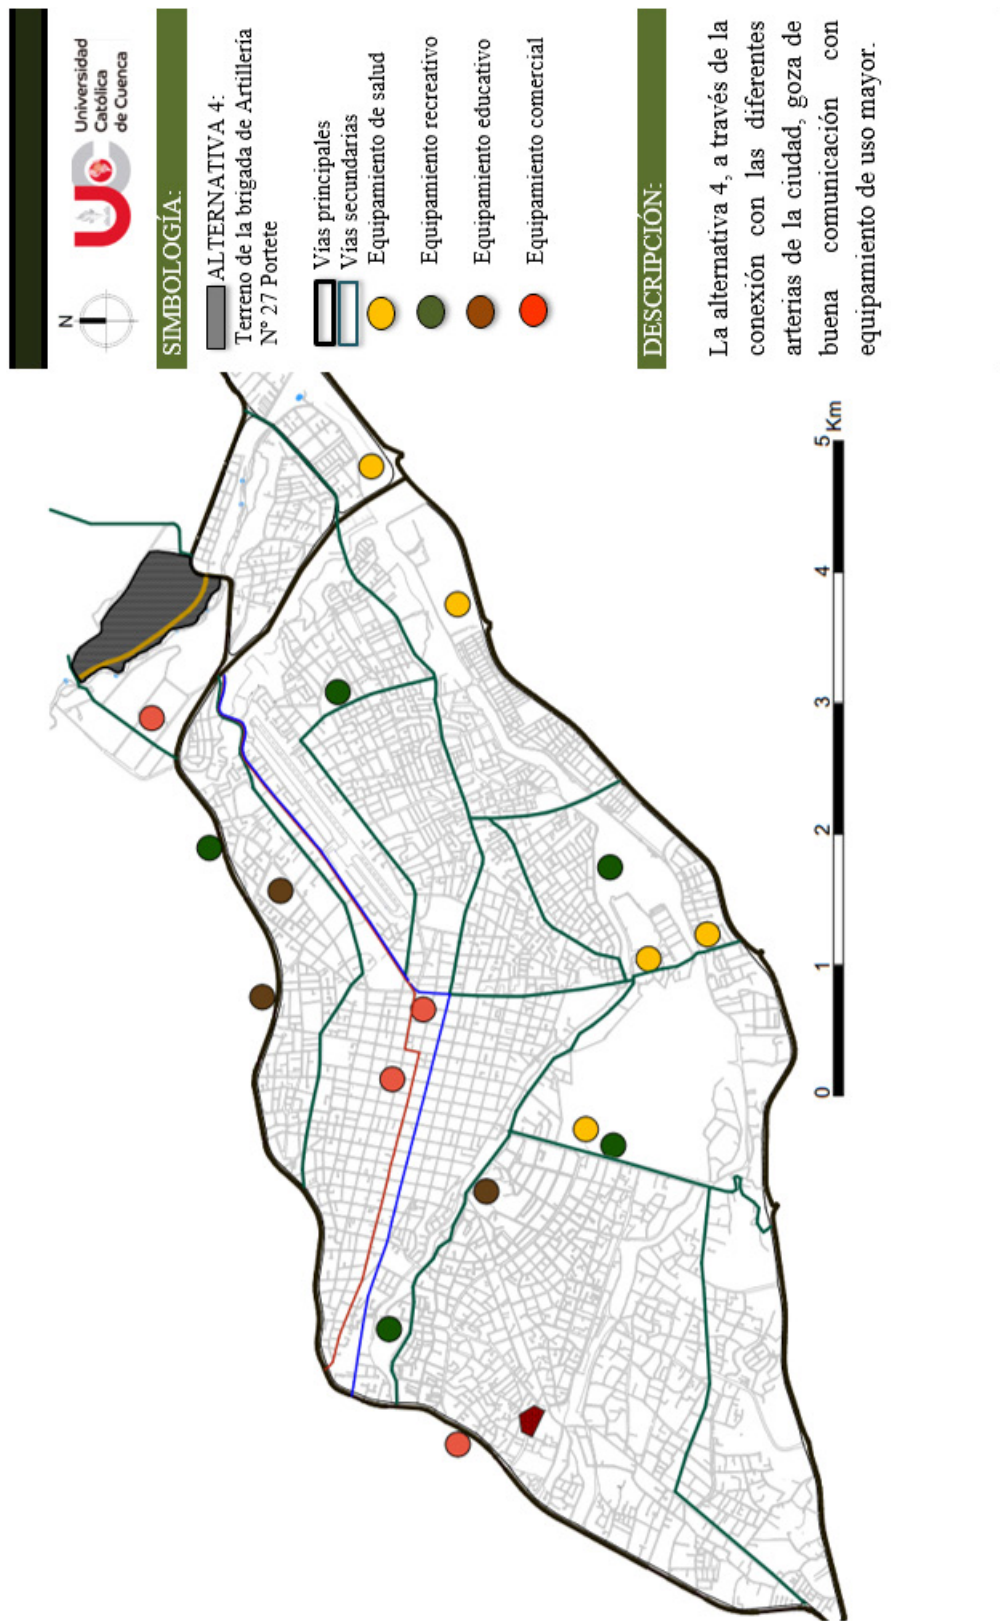 Universidad
Católica
de Cuenca
UC
N
SIMBOLOGÍA:
ALTERNATIVA 4:
Terreno de la brigada de Artillería
N° 27 Portete
Vías principales
Vías secundarias
Equipamiento de salud
Equipamiento recreativo
Equipamiento educativo
Equipamiento comercial
DESCRIPCIÓN:
La alternativa 4, a través de la
conexión con las diferentes
arterias de la ciudad, goza de
buena comunicación con
equipamiento de uso mayor.
0 1 2 3 4 5
Km